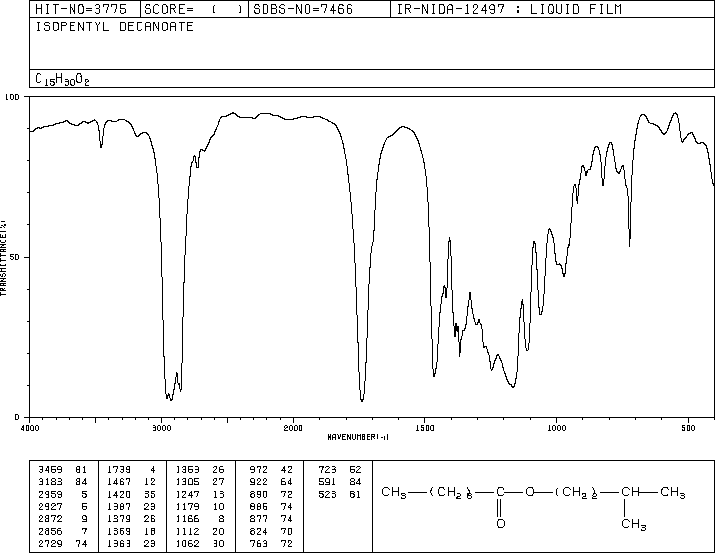 HIT-NO=3775 SCORE= ( ) SDBS-NO=7466 IR-NIDA-12497 : LIQUID FILM
ISOPENTYL DECANOATE
C15H30O2
100
50
0
TRANSMITTANCE(%)
4000 3000 2000 1500 1000 500
WAVENUMBER(-1)
3469 81 1739 4 1353 26 972 42 723 52
3183 84 1467 12 1305 27 922 64 591 84
2959 5 1420 35 1247 13 890 72 523 81
2927 5 1387 23 1179 10 886 74
2872 9 1379 26 1166 8 877 74
2856 7 1369 18 1112 20 824 70
2729 74 1363 23 1062 30 763 72
CH3 (CH2)8 C O (CH2)2 CH CH3
O CH3